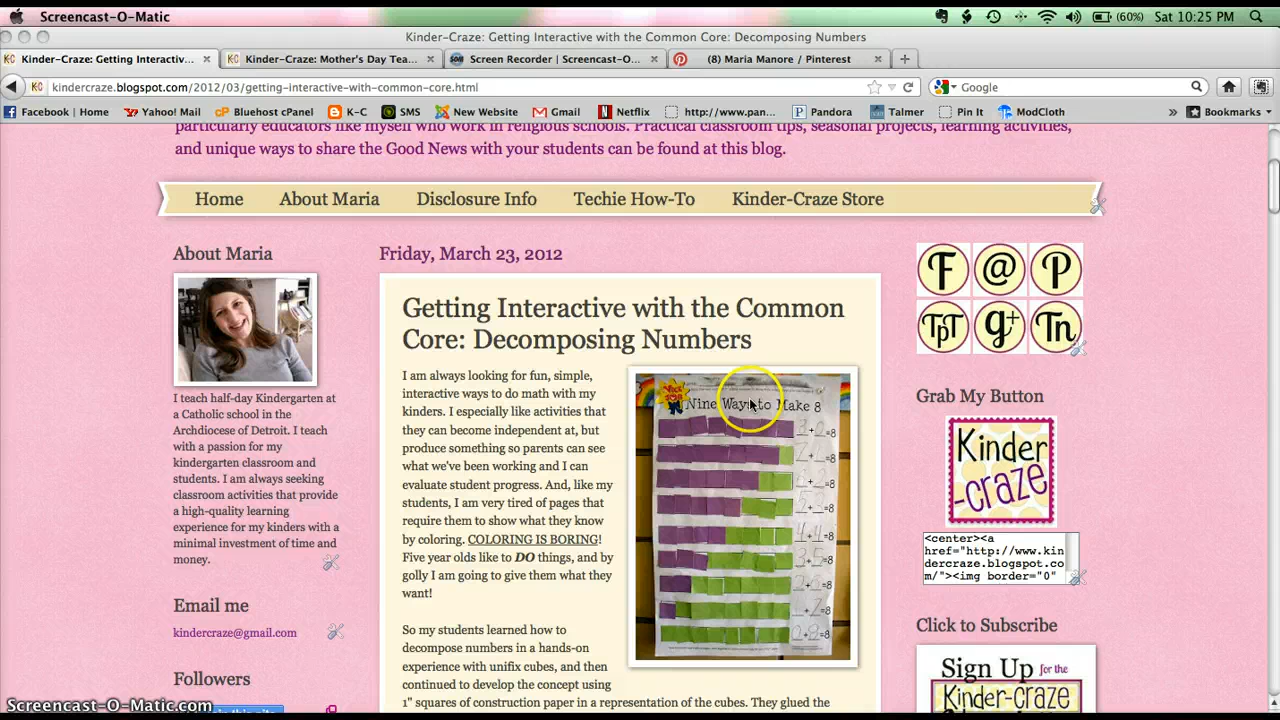 Screencast-O-Matic
(60%) Sat 10:25 PM
Kinder-Craze: Getting Interactive with the Common Core: Decomposing Numbers
Kinder-Craze: Getting Interactiv...
Kinder-Craze: Mother's Day Tea...
Screen Recorder | Screencast-O...
(8) Maria Manore / Pinterest
kindercraze.blogspot.com/2012/03/getting-interactive-with-common-core.html
Google
Facebook | Home
Yahoo! Mail
Bluehost cPanel
K-C
SMS
New Website
Gmail
Netflix
http://www.pan...
Pandora
Talmer
Pin It
ModCloth
Bookmarks
particularly educators like myself who work in religious schools. Practical classroom tips, seasonal projects, learning activities,
and unique ways to share the Good News with your students can be found at this blog.
Home
About Maria
Disclosure Info
Techie How-To
Kinder-Craze Store
About Maria
I teach half-day Kindergarten at
a Catholic school in the
Archdiocese of Detroit. I teach
with a passion for my
kindergarten classroom and
students. I am always seeking
classroom activities that provide
a high-quality learning
experience for my kinders with a
minimal investment of time and
money.
Email me
kindercraze@gmail.com
Followers
Friday, March 23, 2012
Getting Interactive with the Common
Core: Decomposing Numbers
I am always looking for fun, simple,
interactive ways to do math with my
kinders. I especially like activities that
they can become independent at, but
produce something so parents can see
what we've been working and I can
evaluate student progress. And, like my
students, I am very tired of pages that
require them to show what they know
by coloring. COLORING IS BORING!
Five year olds like to DO things, and by
golly I am going to give them what they
want!
So my students learned how to
decompose numbers in a hands-on
experience with unifix cubes, and then
continued to develop the concept using
1" squares of construction paper in a representation of the cubes. They glued the
Nine Ways to Make 8
F @ P
TpT g+ Tn
Grab My Button
Kinder
-craze
<center><a
href="http://www.kin
dercraze.blogspot.co
m/"><img border="0"
Click to Subscribe
Sign Up for the
Kinder-craze
Screencast-O-Matic.com